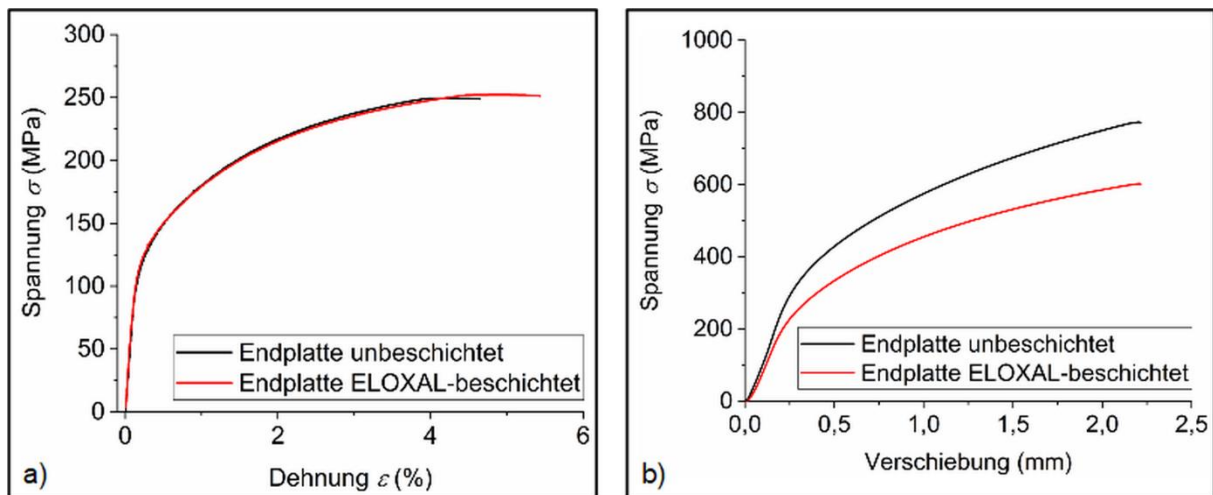 300
250
200
150
100
50
0
Spannung σ (MPa)
Endplatte unbeschichtet
Endplatte ELOXAL-beschichtet
0
2
4
6
Dehnung ε (%)
a)
1000
800
600
400
200
0
Spannung σ (MPa)
Endplatte unbeschichtet
Endplatte ELOXAL-beschichtet
0,0
0,5
1,0
1,5
2,0
2,5
Verschiebung (mm)
b)